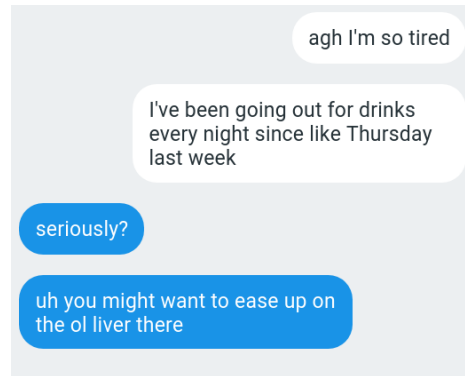 agh I'm so tired
I've been going out for drinks
every night since like Thursday
last week
seriously?
uh you might want to ease up on
the ol liver there